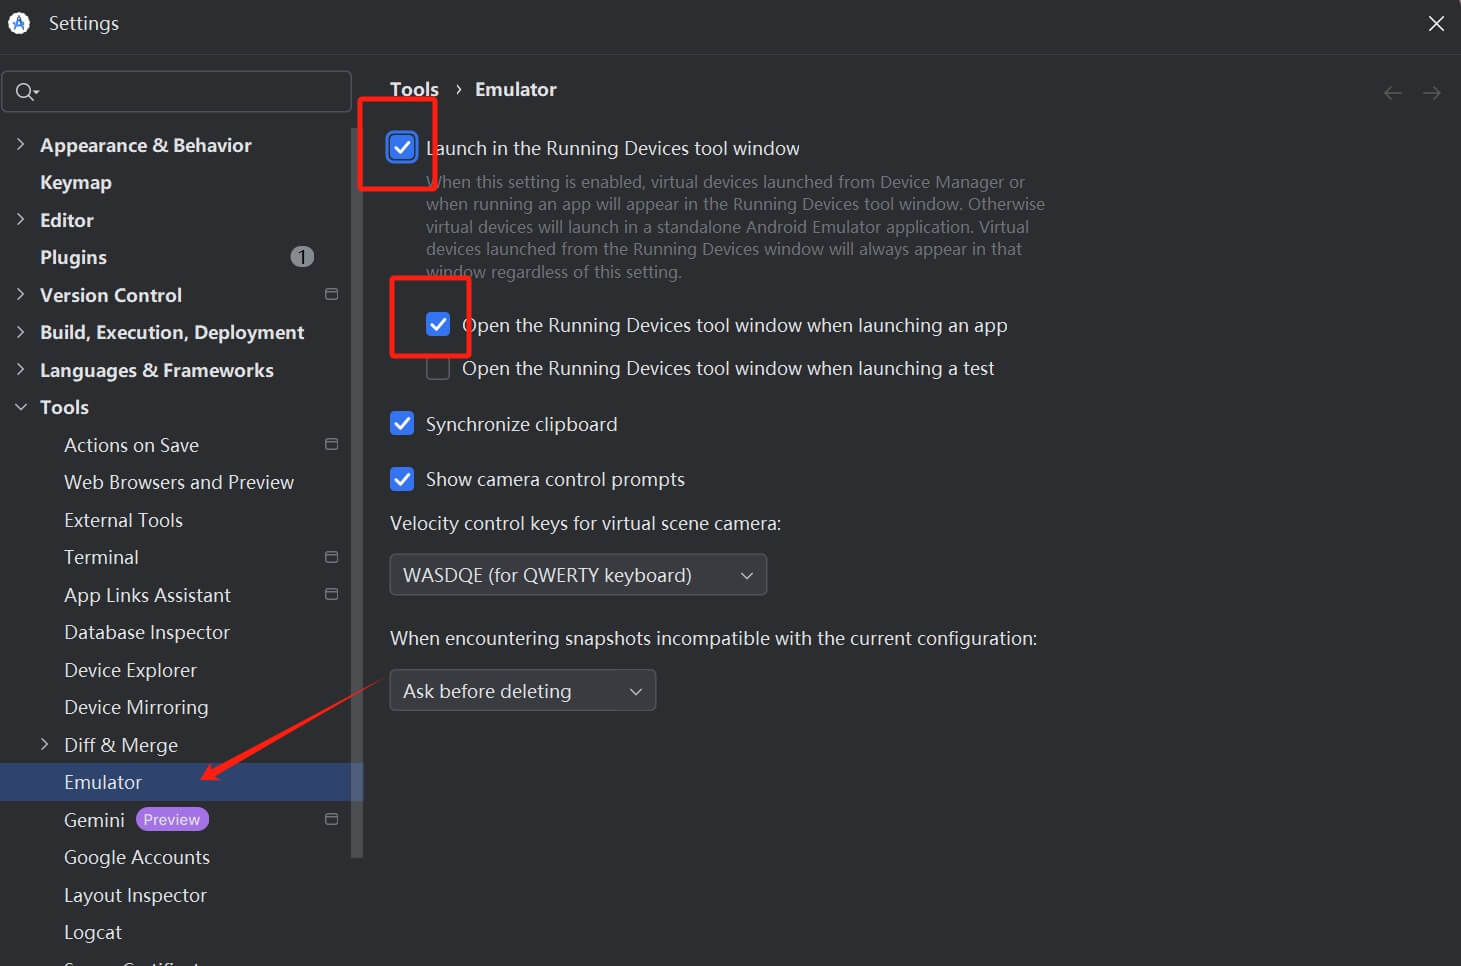 Settings
Tools › Emulator
Appearance & Behavior
Keymap
Editor
Plugins 1
Version Control
Build, Execution, Deployment
Languages & Frameworks
Tools
Actions on Save
Web Browsers and Preview
External Tools
Terminal
App Links Assistant
Database Inspector
Device Explorer
Device Mirroring
Diff & Merge
Emulator
Gemini Preview
Google Accounts
Layout Inspector
Logcat
Launch in the Running Devices tool window
When this setting is enabled, virtual devices launched from Device Manager or
when running an app will appear in the Running Devices tool window. Otherwise
virtual devices will launch in a standalone Android Emulator application. Virtual
devices launched from the Running Devices window will always appear in that
window regardless of this setting.
Open the Running Devices tool window when launching an app
Open the Running Devices tool window when launching a test
Synchronize clipboard
Show camera control prompts
Velocity control keys for virtual scene camera:
WASDQE (for QWERTY keyboard)
When encountering snapshots incompatible with the current configuration:
Ask before deleting